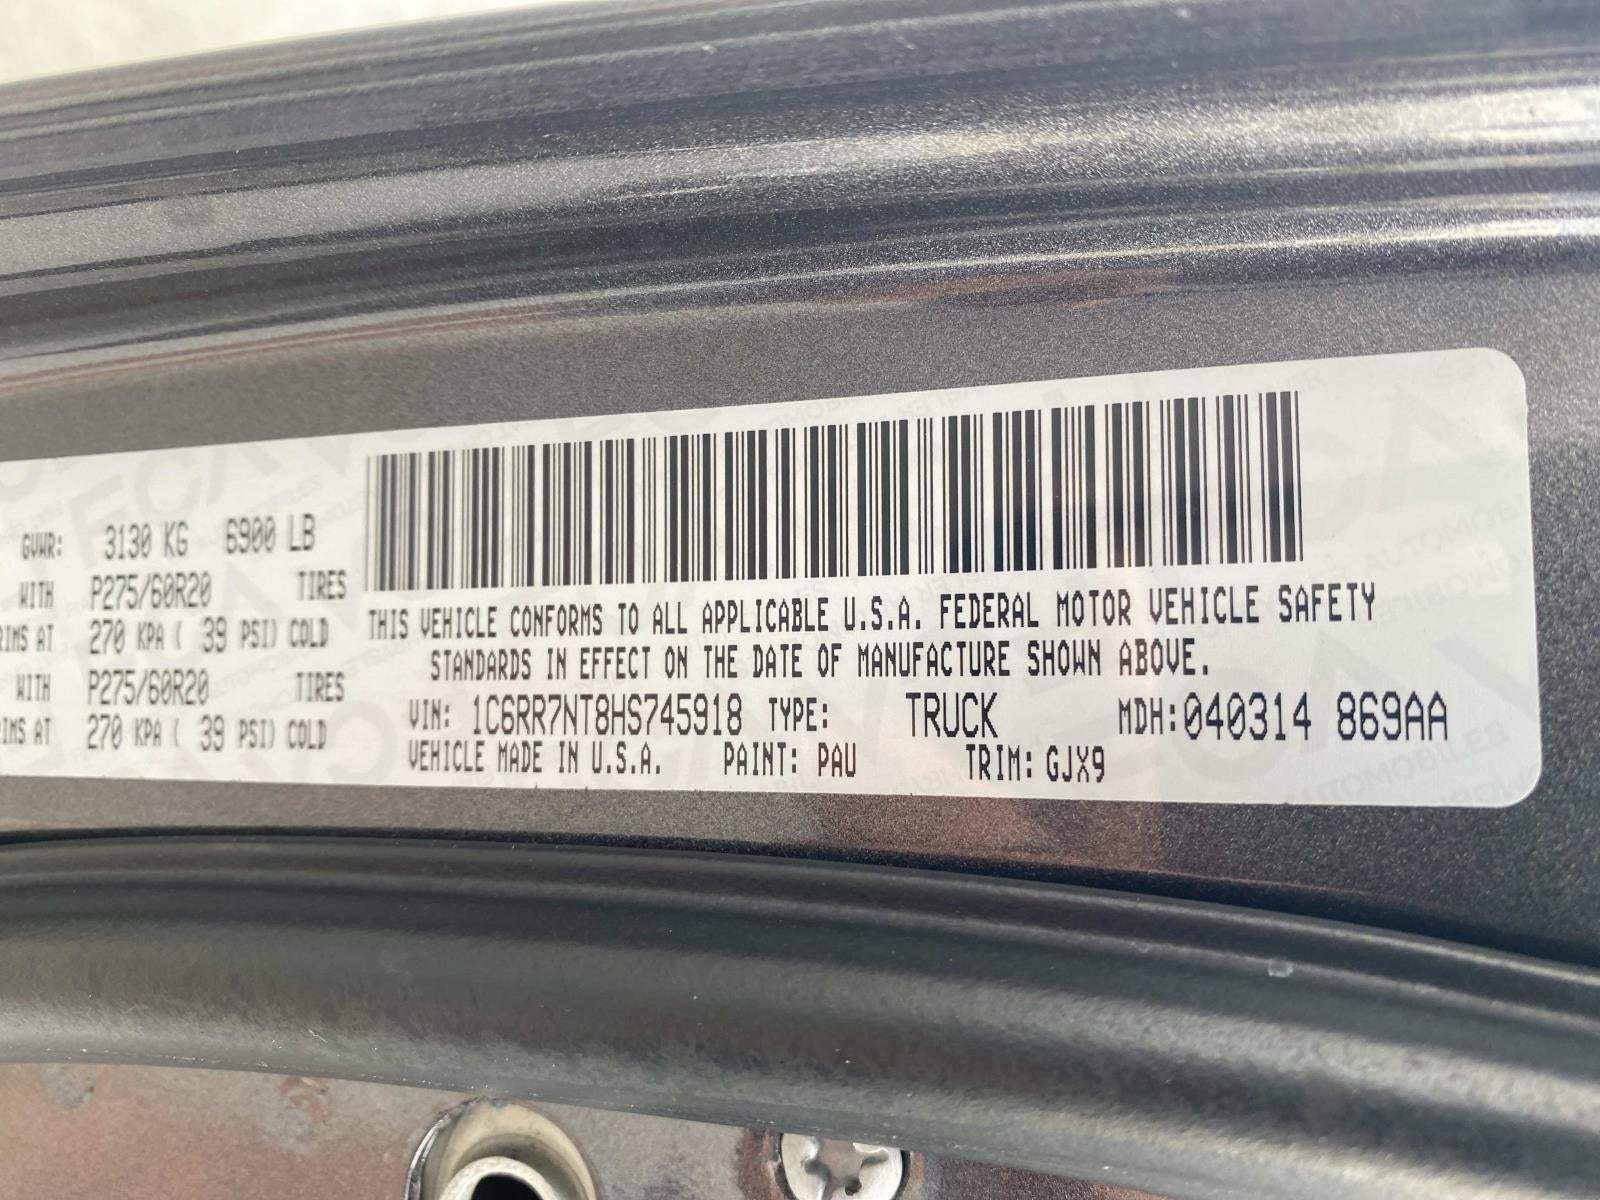 GVWR: 3130 KG 6900 LB
WITH P275/60R20 TIRES
RIMS AT 270 KPA ( 39 PSI) COLD
WITH P275/60R20 TIRES
RIMS AT 270 KPA ( 39 PSI) COLD
THIS VEHICLE CONFORMS TO ALL APPLICABLE U.S.A. FEDERAL MOTOR VEHICLE SAFETY
STANDARDS IN EFFECT ON THE DATE OF MANUFACTURE SHOWN ABOVE.
VIN: 1C6RR7NT8HS745918 TYPE: TRUCK MDH:040314 869AA
VEHICLE MADE IN U.S.A. PAINT: PAU TRIM: GJX9